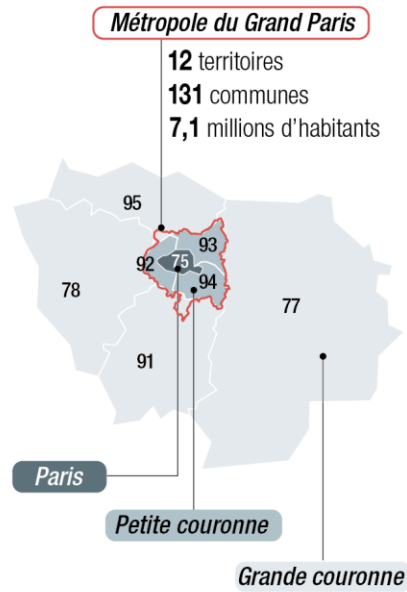 Métropole du Grand Paris
12 territoires
131 communes
7,1 millions d'habitants
95
93
92
75
94
78
77
91
Paris
Petite couronne
Grande couronne